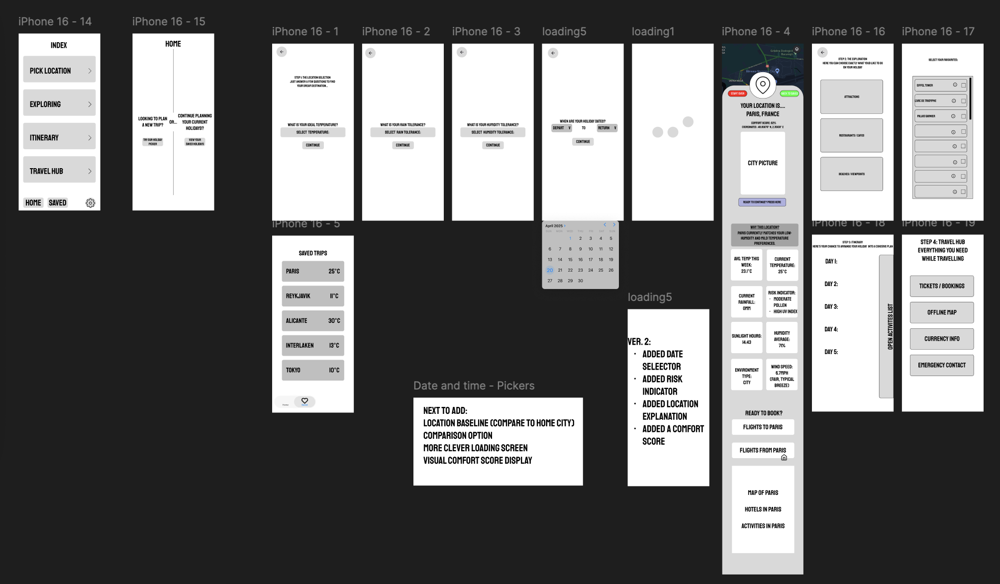 iPhone 16 - 14
INDEX
PICK LOCATION
EXPLORING
ITINERARY
TRAVEL HUB
HOME SAVED
iPhone 16 - 15
HOME
LOOKING TO PLAN
A NEW TRIP?
OR...
CONTINUE PLANNING
YOUR CURRENT
HOLIDAYS?
TRY OUR HOLIDAY
PICKER
VIEW YOUR
SAVED HOLIDAYS
iPhone 16 - 1
STEP 1: THE LOCATION SELECTION
JUST ANSWER A FEW QUESTIONS TO FIND
YOUR DREAM DESTINATION...
WHAT IS YOUR IDEAL TEMPERATURE?
SELECT TEMPERATURE:
CONTINUE
iPhone 16 - 2
WHAT IS YOUR RAIN TOLERANCE?
SELECT RAIN TOLERANCE:
CONTINUE
iPhone 16 - 3
WHAT IS YOUR HUMIDITY TOLERANCE?
SELECT HUMIDITY TOLERANCE:
CONTINUE
loading5
WHEN ARE YOUR HOLIDAY DATES?
DEPART V TO RETURN V
CONTINUE
April 2025
SUN MON TUE WED THU FRI SAT SUN
1 2 3 4 5
6 7 8 9 10 11 12
13 14 15 16 17 18 19
20 21 22 23 24 25 26
27 28 29 30
loading1
iPhone 16 - 4
Grădina Zoologică
București
Băneasa Shopping City
VATRA NOUĂ
START OVER
BACK TO SAVED
YOUR LOCATION IS....
PARIS, FRANCE
COMFORT SCORE: 92%
COORDINATES : 48.85879° N, 2.35108° E
CITY PICTURE
READY TO CONTINUE? PRESS HERE
WHY THIS LOCATION?
PARIS CURRENTLY MATCHES YOUR LOW-
HUMIDITY AND MILD TEMPERATURE
PREFERENCES.
AVG. TEMP THIS
WEEK:
23.1°C
CURRENT
TEMPERATURE:
25°C
CURRENT
RAINFALL:
0MM
RISK INDICATOR:
• MODERATE
POLLEN
• HIGH UV INDEX
SUNLIGHT HOURS:
14:43
HUMIDITY
AVERAGE:
71%
ENVIRONMENT
TYPE:
CITY
WIND SPEED:
6.7MPH
(FAIR, TYPICAL
BREEZE)
READY TO BOOK?
FLIGHTS TO PARIS
FLIGHTS FROM PARIS
MAP OF PARIS
HOTELS IN PARIS
ACTIVITIES IN PARIS
iPhone 16 - 16
STEP 2: THE EXPLORATION
HERE YOU CAN CHOOSE EXACTLY WHAT YOUD LIKE TO DO
ON YOUR HOLIDAY
ATTRACTIONS
RESTAURANTS / CAFES
BEACHES / VIEWPOINTS
iPhone 16 - 17
SELECT YOUR FAVOURITES:
EIFFEL TOWER
L'ARC DE TRIOMPHE
PALAIS GARNIER
iPhone 16 - 5
SAVED TRIPS
PARIS 25°C
REYKJAVIK 11°C
ALICANTE 30°C
INTERLAKEN 13°C
TOKYO 10°C
Home Saved
Date and time - Pickers
NEXT TO ADD:
LOCATION BASELINE (COMPARE TO HOME CITY)
COMPARISON OPTION
MORE CLEVER LOADING SCREEN
VISUAL COMFORT SCORE DISPLAY
loading5
VER. 2:
• ADDED DATE
SELEECTOR
• ADDED RISK
INDICATOR
• ADDED LOCATION
EXPLANATION
• ADDED A COMFORT
SCORE
iPhone 16 - 18
STEP 3: ITINERARY
HERE'S YOUR CHANCE TO ARRANGE YOUR HOLIDAY INTO A COHESIVE PLAN
DAY 1:
DAY 2:
DAY 3:
DAY 4:
DAY 5:
OPEN ACTIVITES LIST
iPhone 16 - 19
STEP 4: TRAVEL HUB
EVERYTHING YOU NEED
WHILE TRAVELLING
TICKETS / BOOKINGS
OFFLINE MAP
CURRENCY INFO
EMERGENCY CONTACT